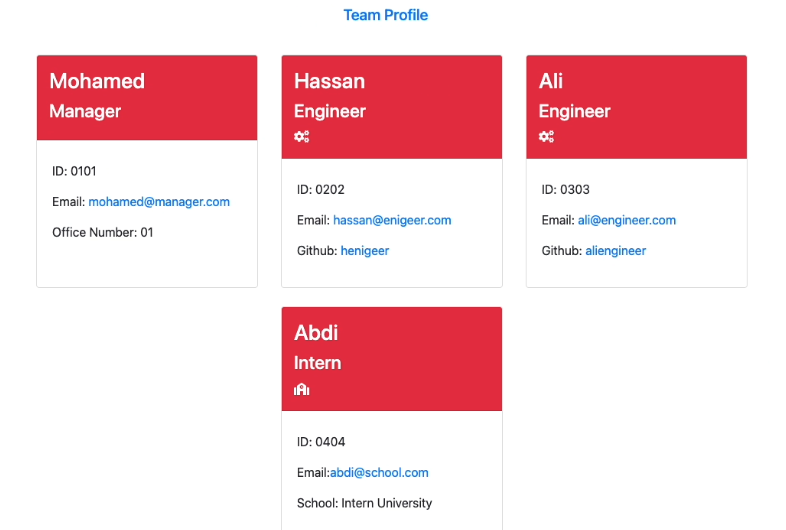 Team Profile
Mohamed
Manager
ID: 0101
Email: mohamed@manager.com
Office Number: 01
Hassan
Engineer
ID: 0202
Email: hassan@enigeer.com
Github: henigeer
Ali
Engineer
ID: 0303
Email: ali@engineer.com
Github: aliengineer
Abdi
Intern
ID: 0404
Email:abdi@school.com
School: Intern University